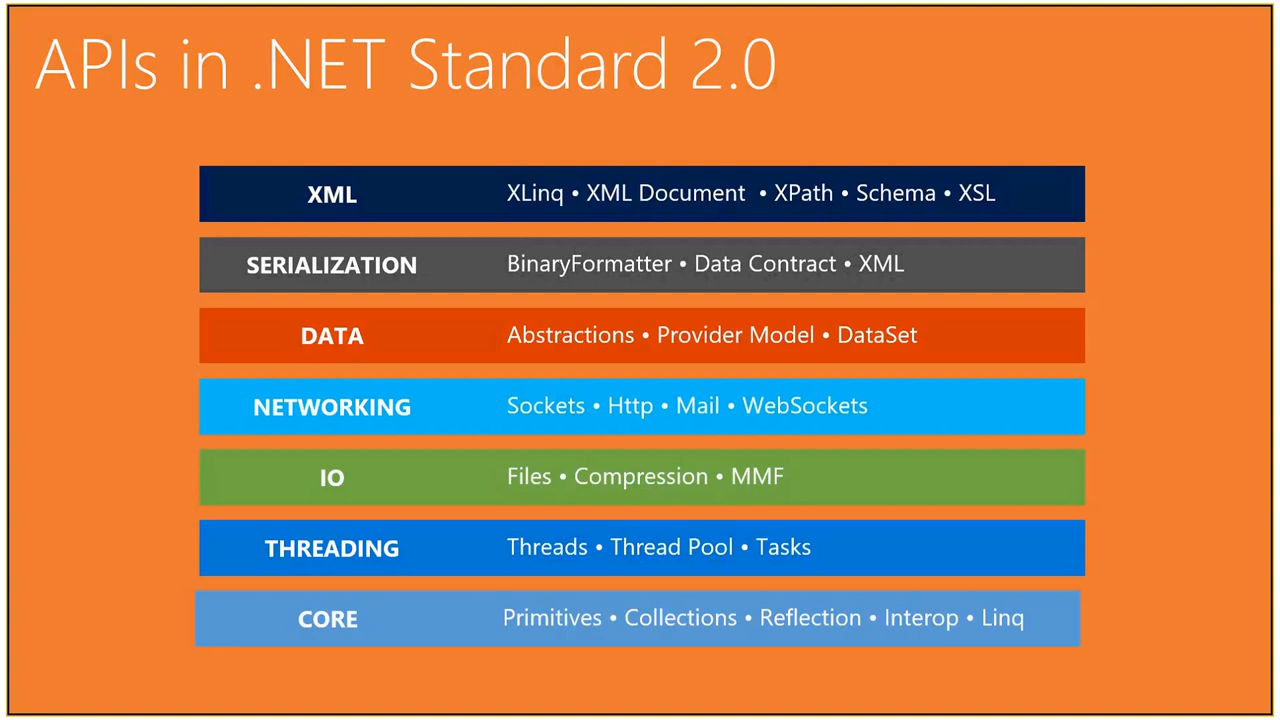 APIs in .NET Standard 2.0
XML XLinq • XML Document • XPath • Schema • XSL
SERIALIZATION BinaryFormatter • Data Contract • XML
DATA Abstractions • Provider Model • DataSet
NETWORKING Sockets • Http • Mail • WebSockets
IO Files • Compression • MMF
THREADING Threads • Thread Pool • Tasks
CORE Primitives • Collections • Reflection • Interop • Linq